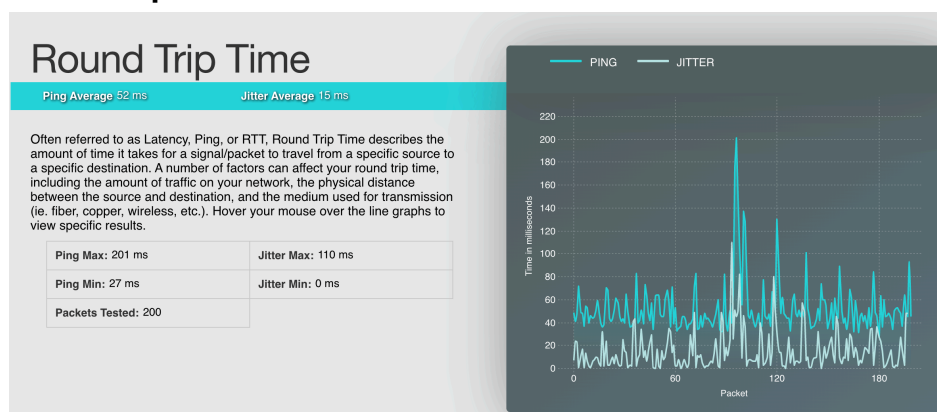 Round Trip Time
Ping Average 52 ms
Jitter Average 15 ms
Often referred to as Latency, Ping, or RTT, Round Trip Time describes the
amount of time it takes for a signal/packet to travel from a specific source to
a specific destination. A number of factors can affect your round trip time,
including the amount of traffic on your network, the physical distance
between the source and destination, and the medium used for transmission
(ie. fiber, copper, wireless, etc.). Hover your mouse over the line graphs to
view specific results.
Ping Max: 201 ms
Jitter Max: 110 ms
Ping Min: 27 ms
Jitter Min: 0 ms
Packets Tested: 200
PING
JITTER
Time in milliseconds
220
200
180
160
140
120
100
80
60
40
20
0
0
60
120
180
Packet